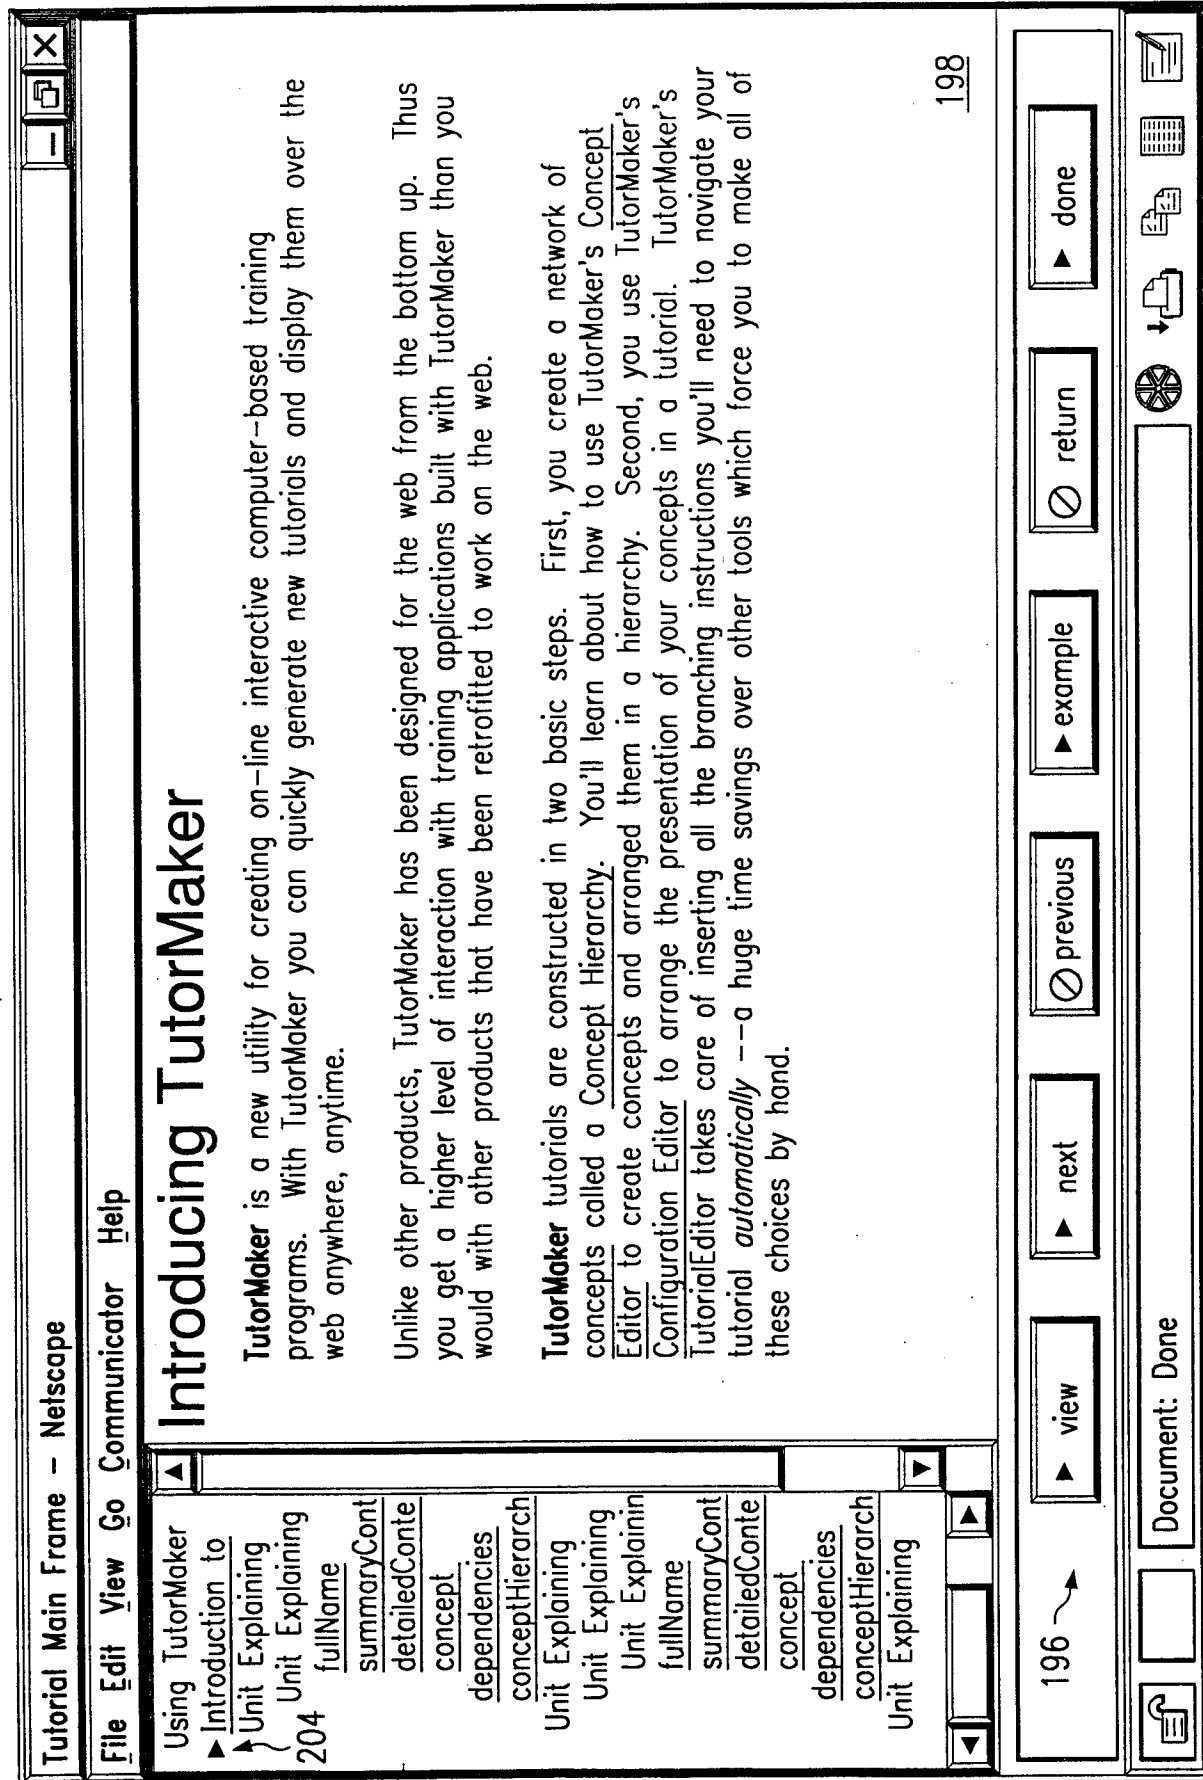 Tutorial Main Frame – Netscape
File Edit View Go Communicator Help
Using TutorMaker
Introduction to
Unit Explaining
Unit Explaining
204
fullName
summaryCont
detailedConte
concept
dependencies
conceptHierarch
Unit Explaining
Unit Explaining
Unit Explainin
fullName
summaryCont
detailedConte
concept
dependencies
conceptHierarch
Unit Explaining
Introducing TutorMaker
TutorMaker is a new utility for creating on-line interactive computer-based training
programs. With TutorMaker you can quickly generate new tutorials and display them over the
web anywhere, anytime.
Unlike other products, TutorMaker has been designed for the web from the bottom up. Thus
you get a higher level of interaction with training applications built with TutorMaker than you
would with other products that have been retrofitted to work on the web.
TutorMaker tutorials are constructed in two basic steps. First, you create a network of
concepts called a Concept Hierarchy. You'll learn about how to use TutorMaker's Concept
Editor to create concepts and arranged them in a hierarchy. Second, you use TutorMaker's
Configuration Editor to arrange the presentation of your concepts in a tutorial. TutorMaker's
TutorialEditor takes care of inserting all the branching instructions you'll need to navigate your
tutorial automatically --a huge time savings over other tools which force you to make all of
these choices by hand.
198
196
view
next
previous
example
return
done
Document: Done